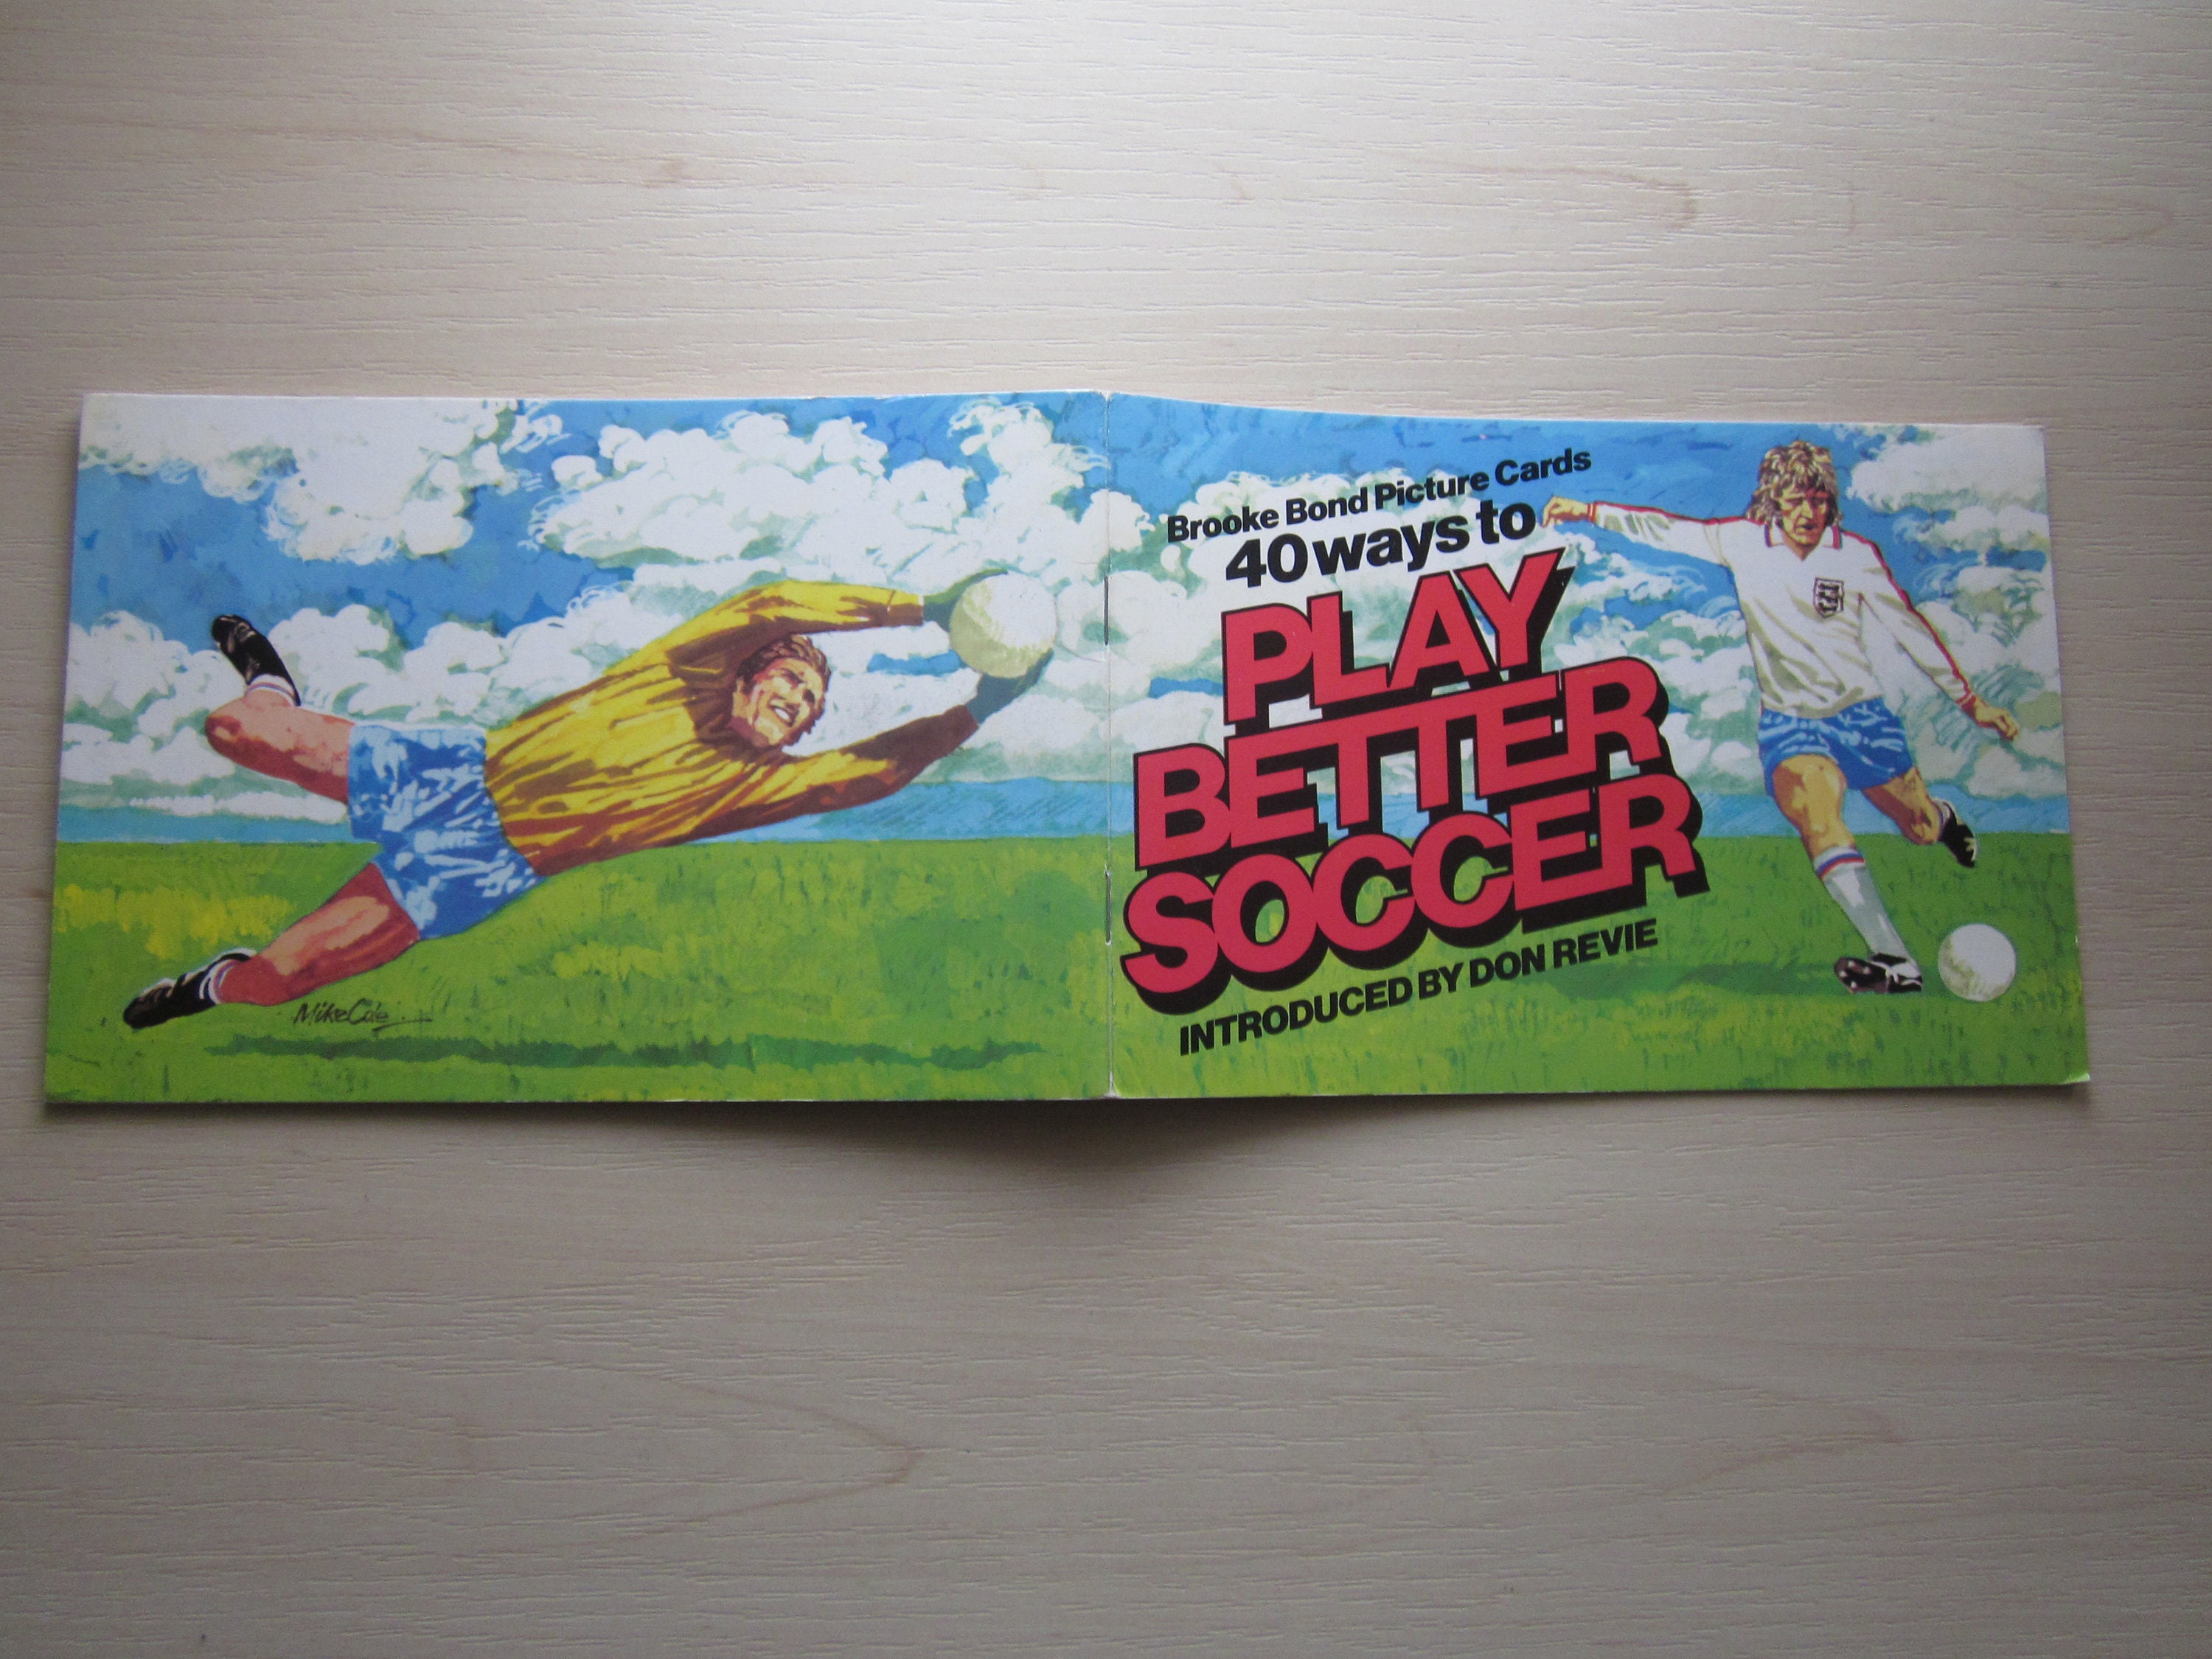 Brooke Bond Picture Cards
40 ways to
PLAY
BETTER
SOCCER
INTRODUCED BY DON REVIE
Mike Cole